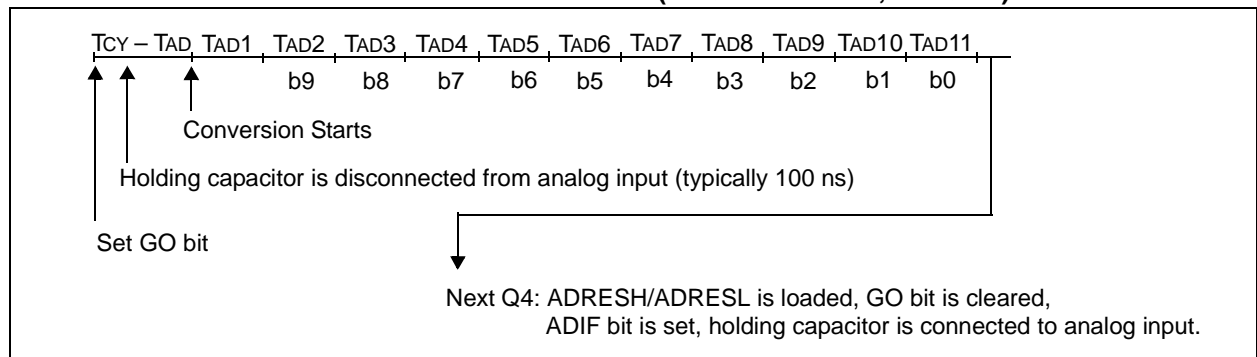 TCY – TAD TAD1 TAD2 TAD3 TAD4 TAD5 TAD6 TAD7 TAD8 TAD9 TAD10 TAD11
b9 b8 b7 b6 b5 b4 b3 b2 b1 b0
Conversion Starts
Holding capacitor is disconnected from analog input (typically 100 ns)
Set GO bit
Next Q4: ADRESH/ADRESL is loaded, GO bit is cleared,
ADIF bit is set, holding capacitor is connected to analog input.